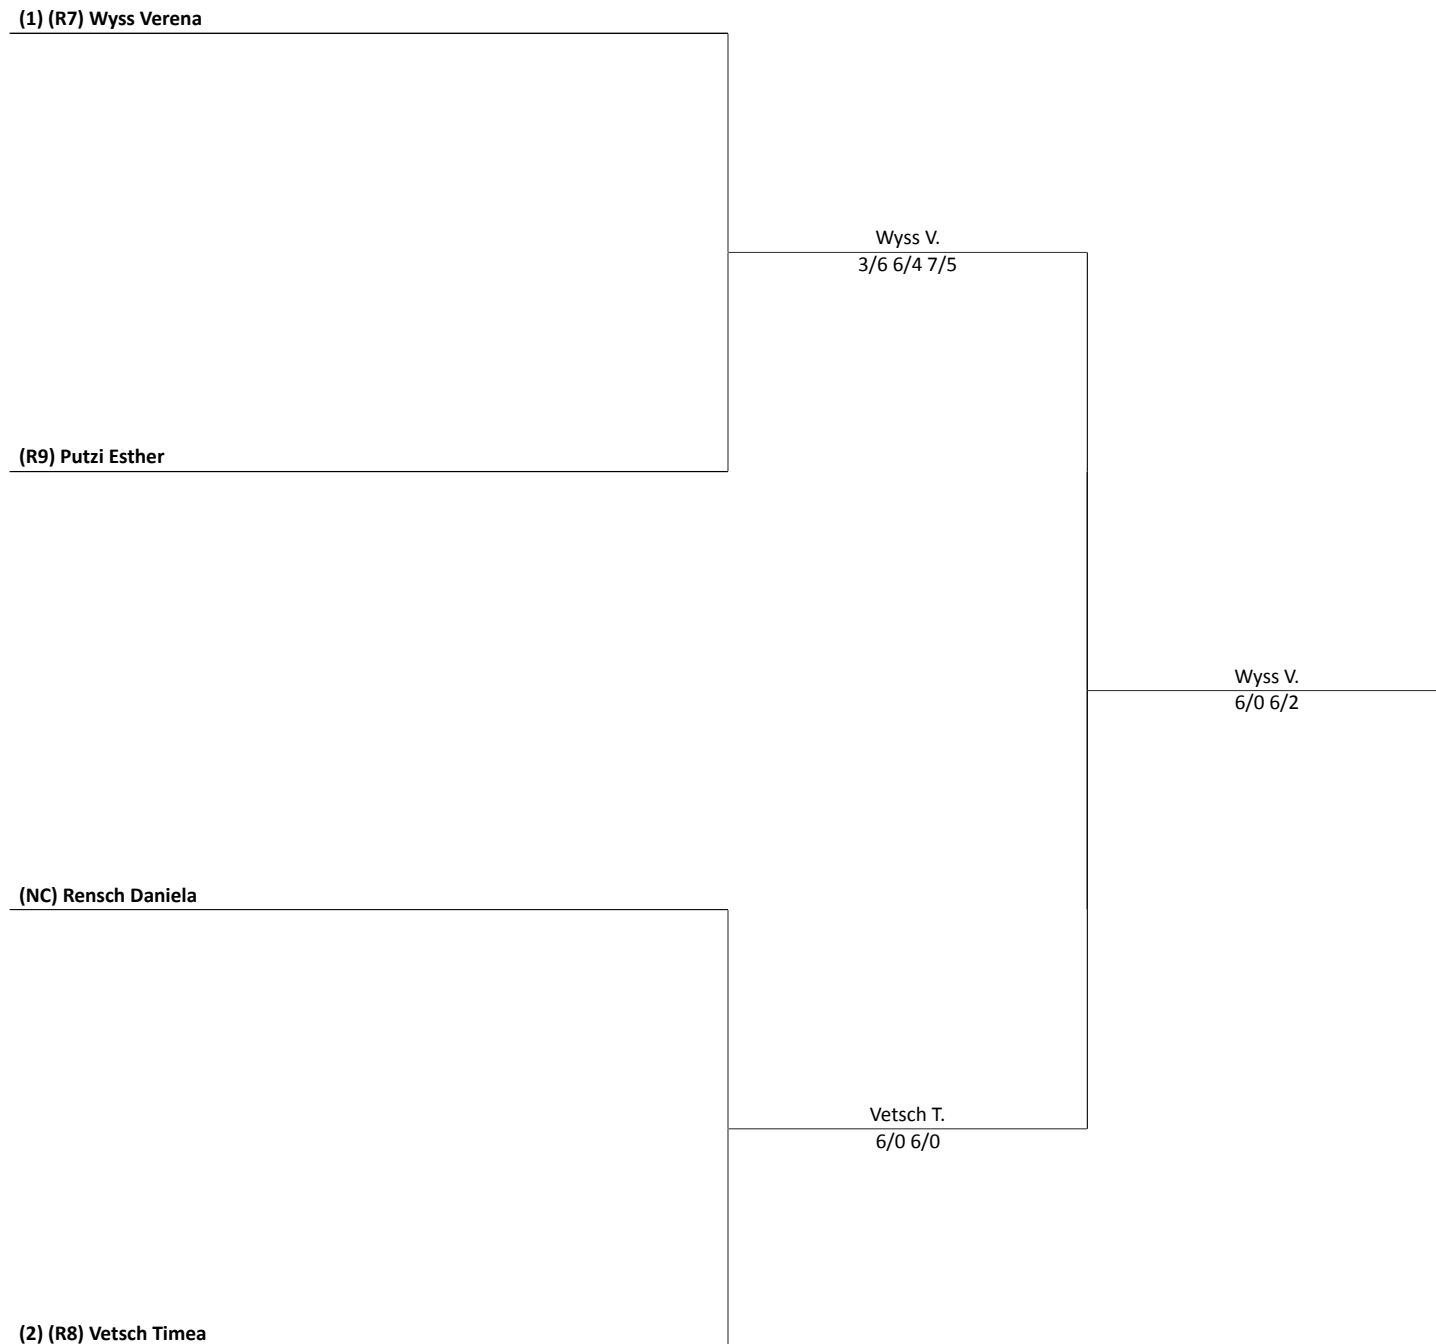 (1) (R7) Wyss Verena
Wyss V.
3/6 6/4 7/5
(R9) Putzi Esther
Wyss V.
6/0 6/2
(NC) Rensch Daniela
Vetsch T.
6/0 6/0
(2) (R8) Vetsch Timea